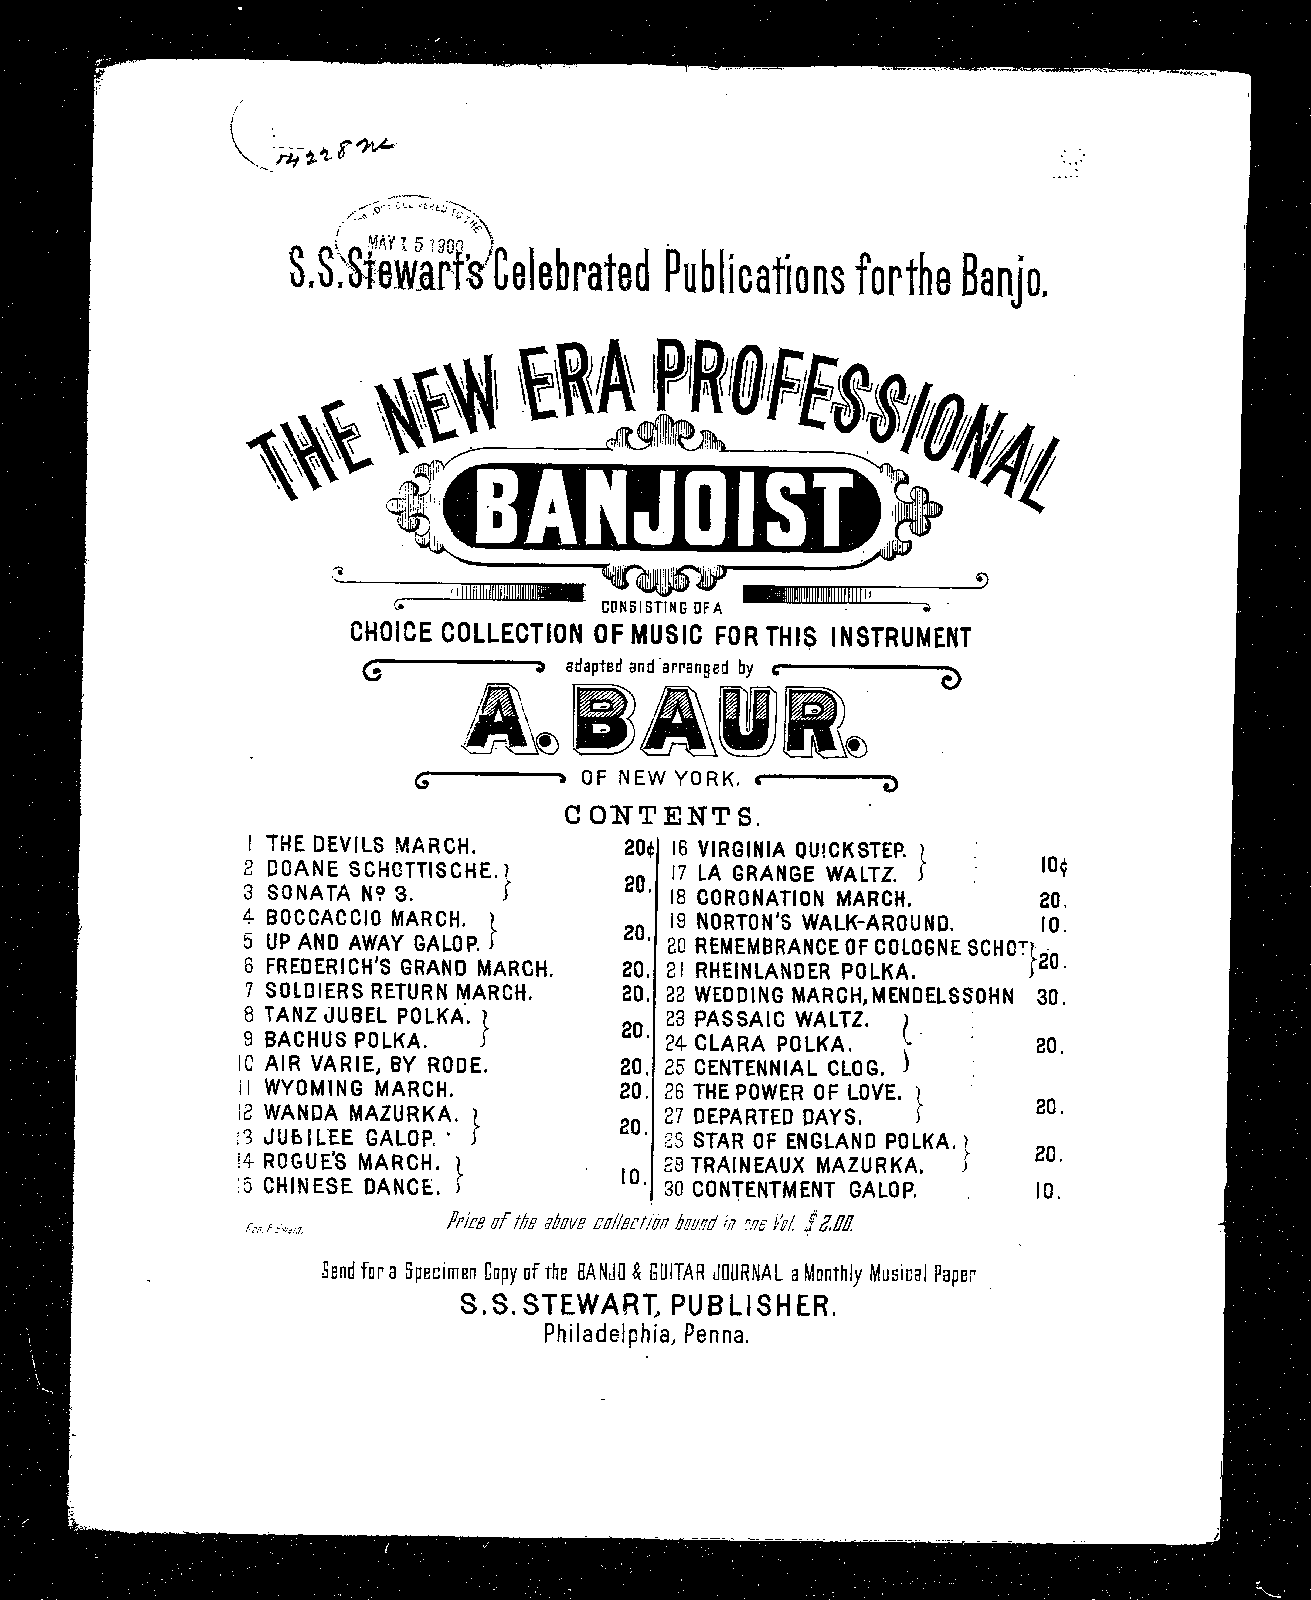 MAY 15 1900
S.S.Stewart's Celebrated Publications for the Banjo.
THE NEW ERA PROFESSIONAL
BANJOIST
CONSISTING OF A
CHOICE COLLECTION OF MUSIC FOR THIS INSTRUMENT
adapted and arranged by
A. BAUR.
OF NEW YORK.
CONTENTS.
1 THE DEVILS MARCH. 20¢
2 DOANE SCHOTTISCHE.
3 SONATA Nº 3. 20.
4 BOCCACCIO MARCH.
5 UP AND AWAY GALOP. 20.
6 FREDERICH'S GRAND MARCH. 20.
7 SOLDIERS RETURN MARCH. 20.
8 TANZ JUBEL POLKA.
9 BACHUS POLKA. 20.
10 AIR VARIE, BY RODE. 20.
11 WYOMING MARCH. 20.
12 WANDA MAZURKA.
13 JUBILEE GALOP. 20.
14 ROGUE'S MARCH.
15 CHINESE DANCE. 10.
16 VIRGINIA QUICKSTEP.
17 LA GRANGE WALTZ. 10¢
18 CORONATION MARCH. 20.
19 NORTON'S WALK-AROUND. 10.
20 REMEMBRANCE OF COLOGNE SCHOT
21 RHEINLANDER POLKA. 20.
22 WEDDING MARCH, MENDELSSOHN 30.
23 PASSAIC WALTZ.
24 CLARA POLKA. 20.
25 CENTENNIAL CLOG.
26 THE POWER OF LOVE.
27 DEPARTED DAYS. 20.
28 STAR OF ENGLAND POLKA.
29 TRAINEAUX MAZURKA. 20.
30 CONTENTMENT GALOP. 10.
Price of the above collection bound in one Vol. $2.00.
Send for a Specimen Copy of the BANJO & GUITAR JOURNAL a Monthly Musical Paper
S.S. STEWART, PUBLISHER.
Philadelphia, Penna.